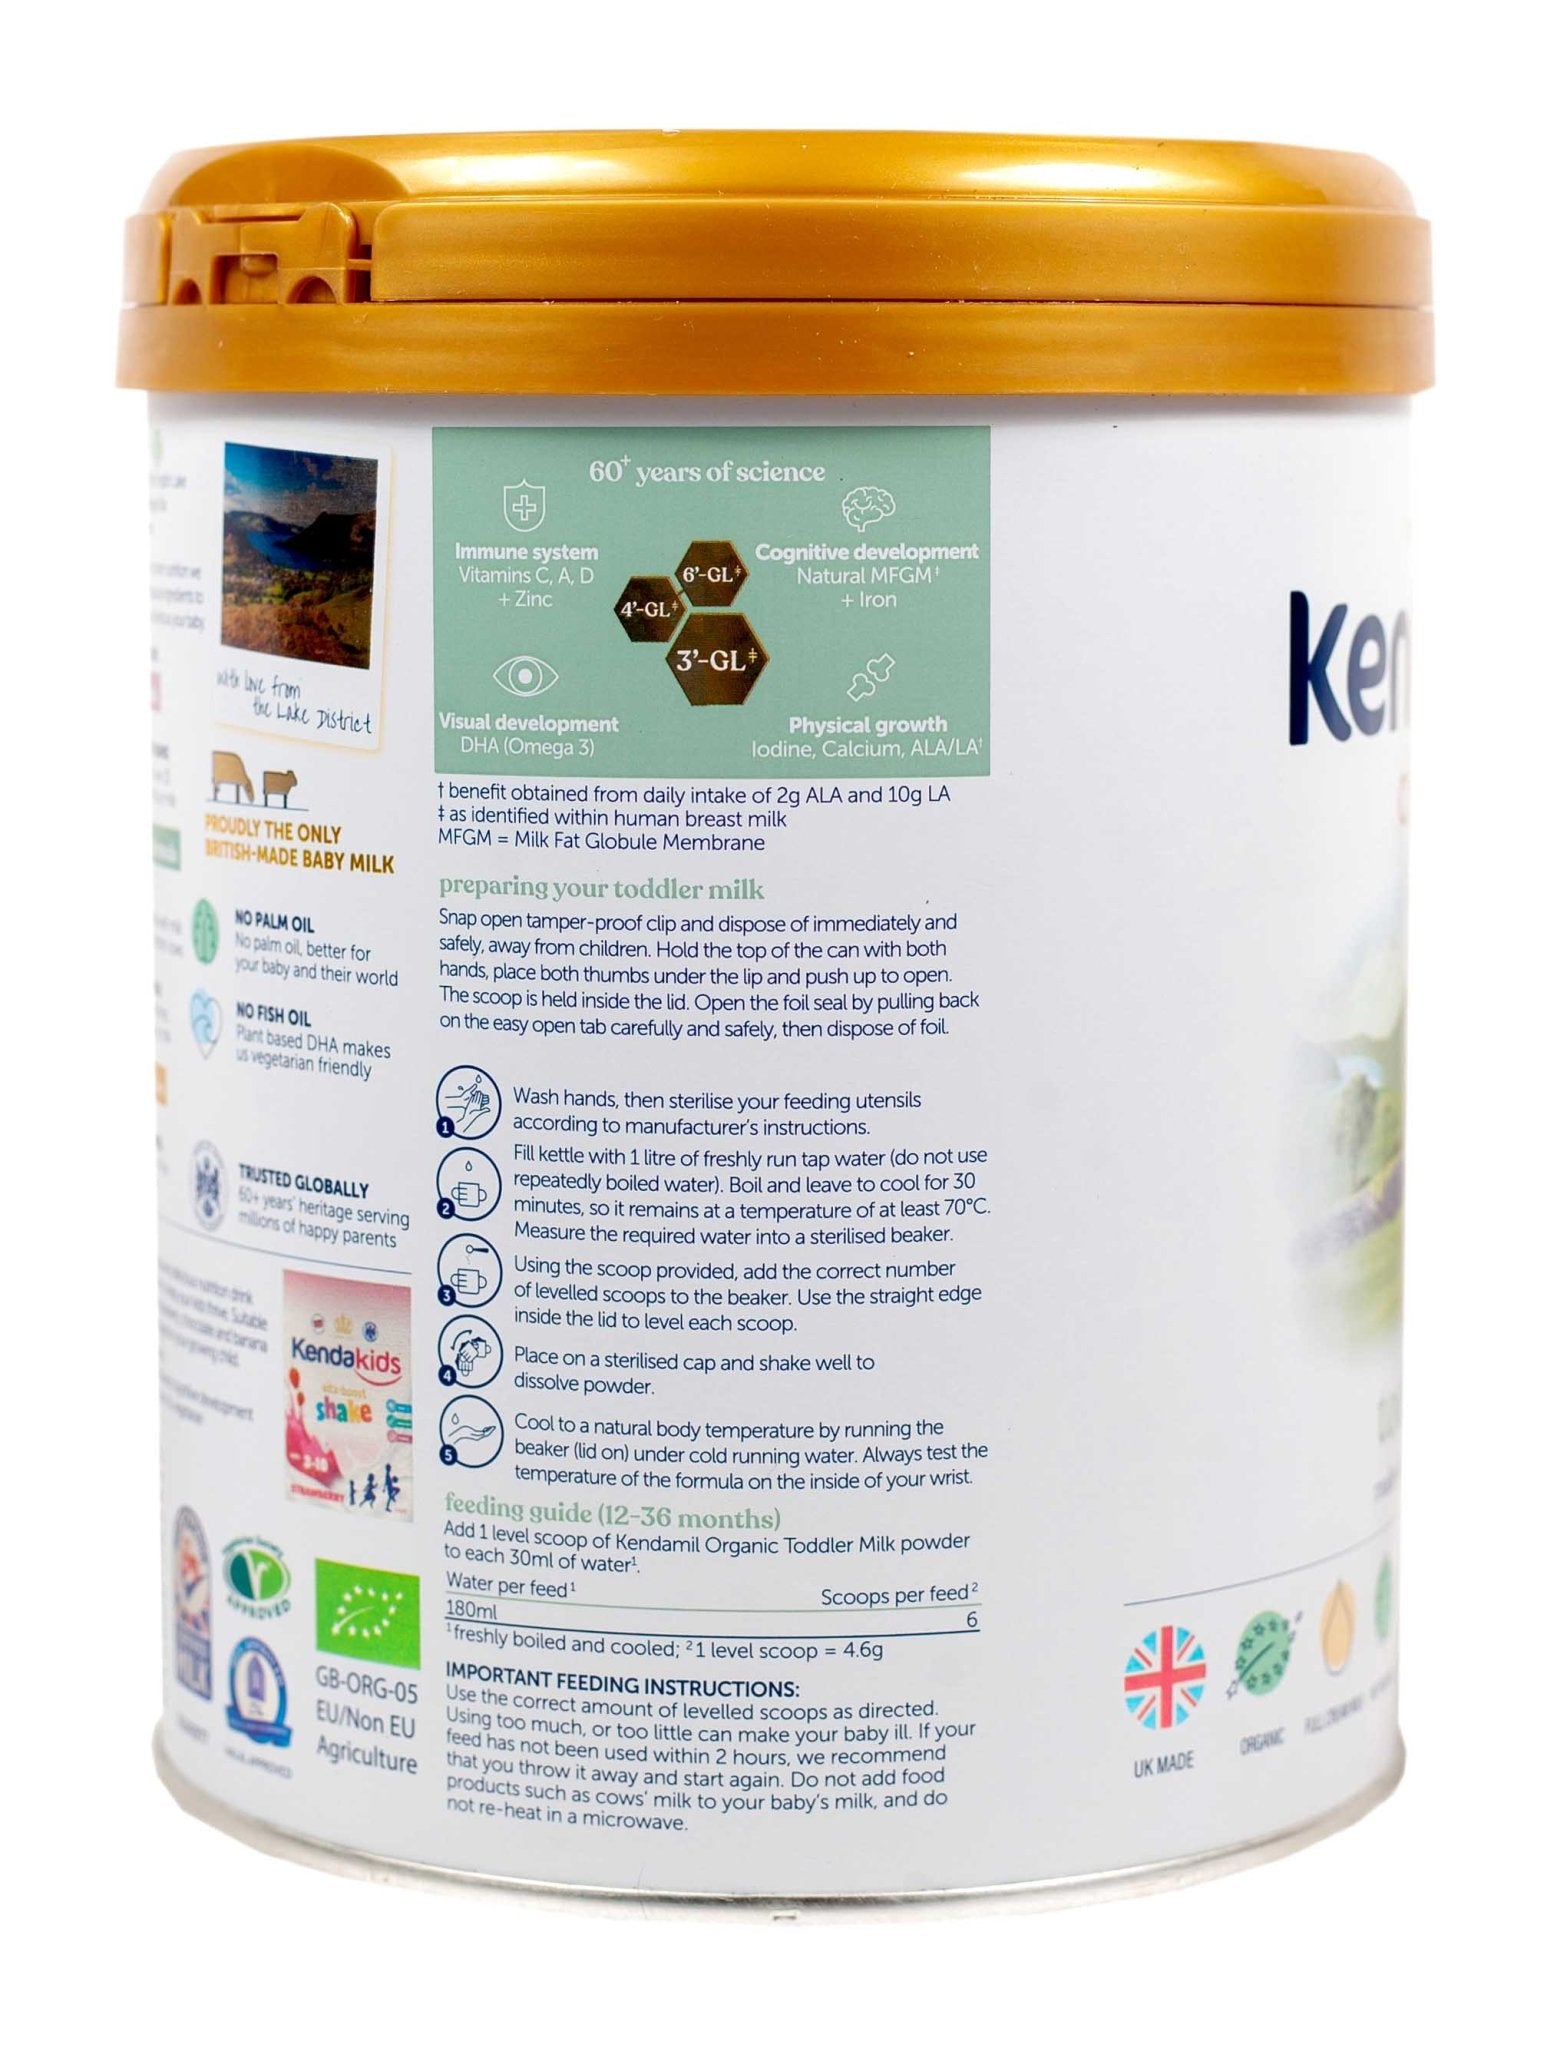 60+ years of science
Immune system
Vitamins C, A, D
+ Zinc
Cognitive development
Natural MFGM‡
+ Iron
6'-GL‡
4'-GL‡
3'-GL‡
Visual development
DHA (Omega 3)
Physical growth
Iodine, Calcium, ALA/LA†
† benefit obtained from daily intake of 2g ALA and 10g LA
‡ as identified within human breast milk
MFGM = Milk Fat Globule Membrane
preparing your toddler milk
Snap open tamper-proof clip and dispose of immediately and
safely, away from children. Hold the top of the can with both
hands, place both thumbs under the lip and push up to open.
The scoop is held inside the lid. Open the foil seal by pulling back
on the easy open tab carefully and safely, then dispose of foil.
1 Wash hands, then sterilise your feeding utensils
according to manufacturer's instructions.
2 Fill kettle with 1 litre of freshly run tap water (do not use
repeatedly boiled water). Boil and leave to cool for 30
minutes, so it remains at a temperature of at least 70°C.
Measure the required water into a sterilised beaker.
3 Using the scoop provided, add the correct number
of levelled scoops to the beaker. Use the straight edge
inside the lid to level each scoop.
4 Place on a sterilised cap and shake well to
dissolve powder.
5 Cool to a natural body temperature by running the
beaker (lid on) under cold running water. Always test the
temperature of the formula on the inside of your wrist.
feeding guide (12-36 months)
Add 1 level scoop of Kendamil Organic Toddler Milk powder
to each 30ml of water¹.
Water per feed¹ Scoops per feed²
180ml 6
¹freshly boiled and cooled; ²1 level scoop = 4.6g
IMPORTANT FEEDING INSTRUCTIONS:
Use the correct amount of levelled scoops as directed.
Using too much, or too little can make your baby ill. If your
feed has not been used within 2 hours, we recommend
that you throw it away and start again. Do not add food
products such as cows' milk to your baby's milk, and do
not re-heat in a microwave.
with love from
the Lake District
PROUDLY THE ONLY
BRITISH-MADE BABY MILK
NO PALM OIL
No palm oil, better for
your baby and their world
NO FISH OIL
Plant based DHA makes
us vegetarian friendly
TRUSTED GLOBALLY
60+ years' heritage serving
millions of happy parents
Kendakids
vita-boost
shake
3-10
STRAWBERRY
APPROVED
MILK
GB-ORG-05
EU/Non EU
Agriculture
Ken
UK MADE
ORGANIC